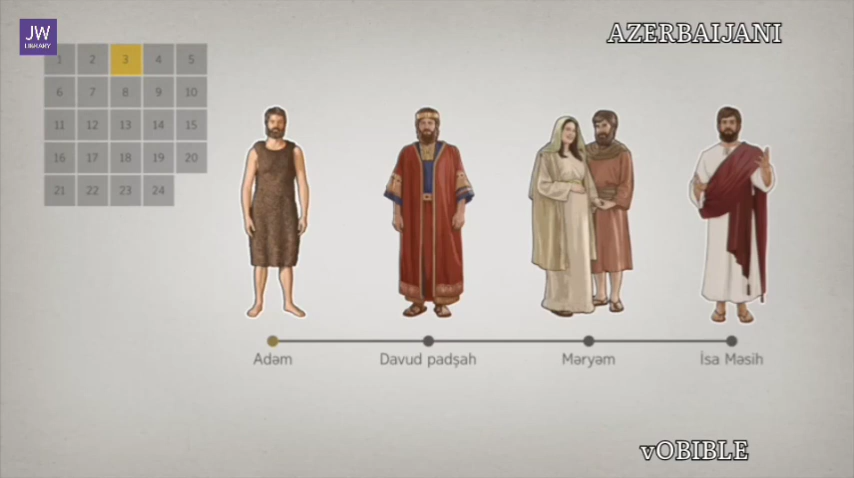 JW
LIBRARY
AZERBAIJANI
1 2 3 4 5
6 7 8 9 10
11 12 13 14 15
16 17 18 19 20
21 22 23 24
Adəm Davud padşah Məryəm İsa Məsih
vOBIBLE